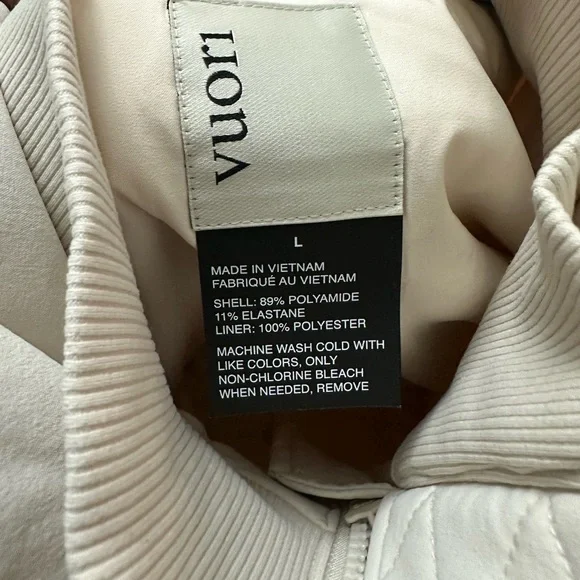 vuori
L
MADE IN VIETNAM
FABRIQUÉ AU VIETNAM
SHELL: 89% POLYAMIDE
11% ELASTANE
LINER: 100% POLYESTER
MACHINE WASH COLD WITH
LIKE COLORS, ONLY
NON-CHLORINE BLEACH
WHEN NEEDED, REMOVE